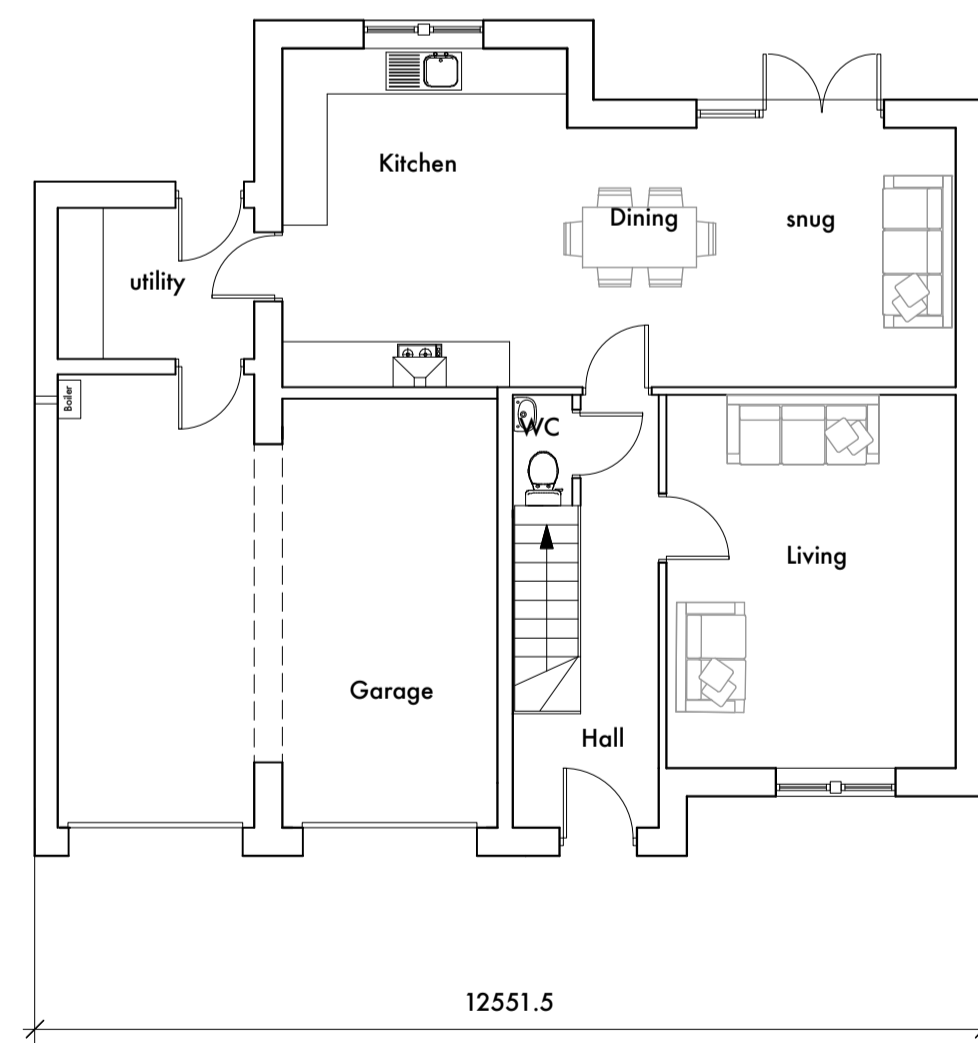 Kitchen
Dining
snug
utility
Boiler
WC
Living
Garage
Hall
12551.5